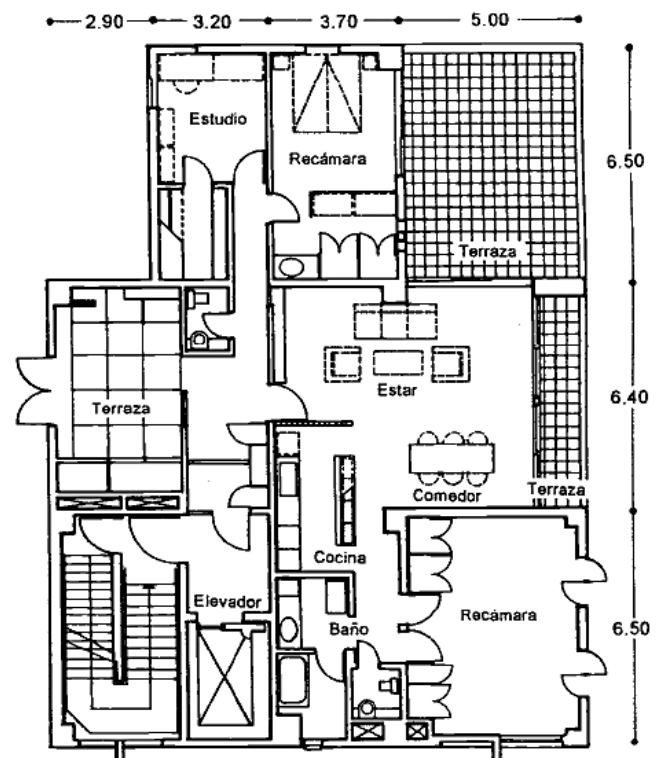 2.90 3.20 3.70 5.00
Estudio
Recámara
6.50
Terraza
Estar
Terraza
6.40
Comedor
Terraza
Cocina
Elevador
Baño
Recámara
6.50